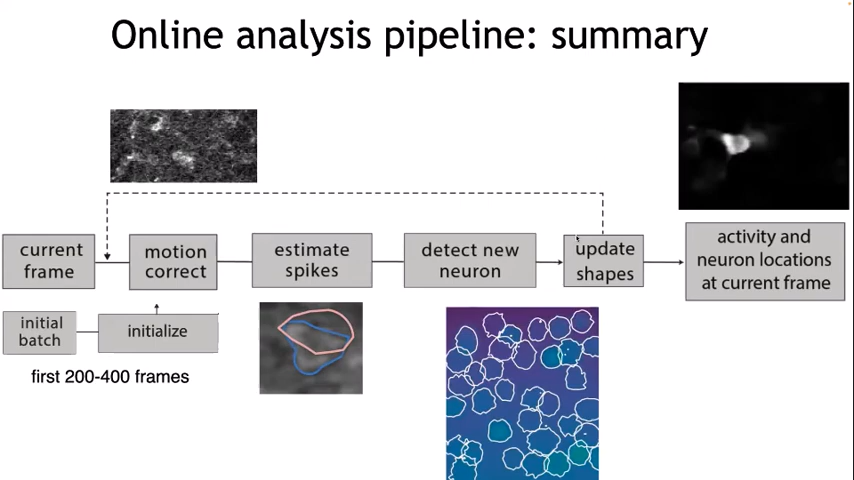 Online analysis pipeline: summary
current
frame
motion
correct
estimate
spikes
detect new
neuron
update
shapes
activity and
neuron locations
at current frame
initial
batch
initialize
first 200-400 frames